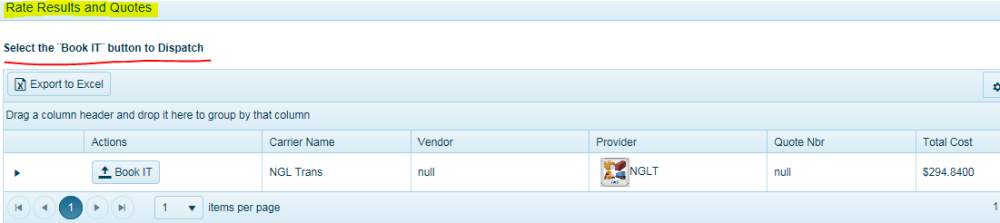 Rate Results and Quotes
Select the ¨Book IT¨ button to Dispatch
Export to Excel
Drag a column header and drop it here to group by that column
Actions Carrier Name Vendor Provider Quote Nbr Total Cost
Book IT NGL Trans null NGLT null $294.8400
1 1 items per page 1